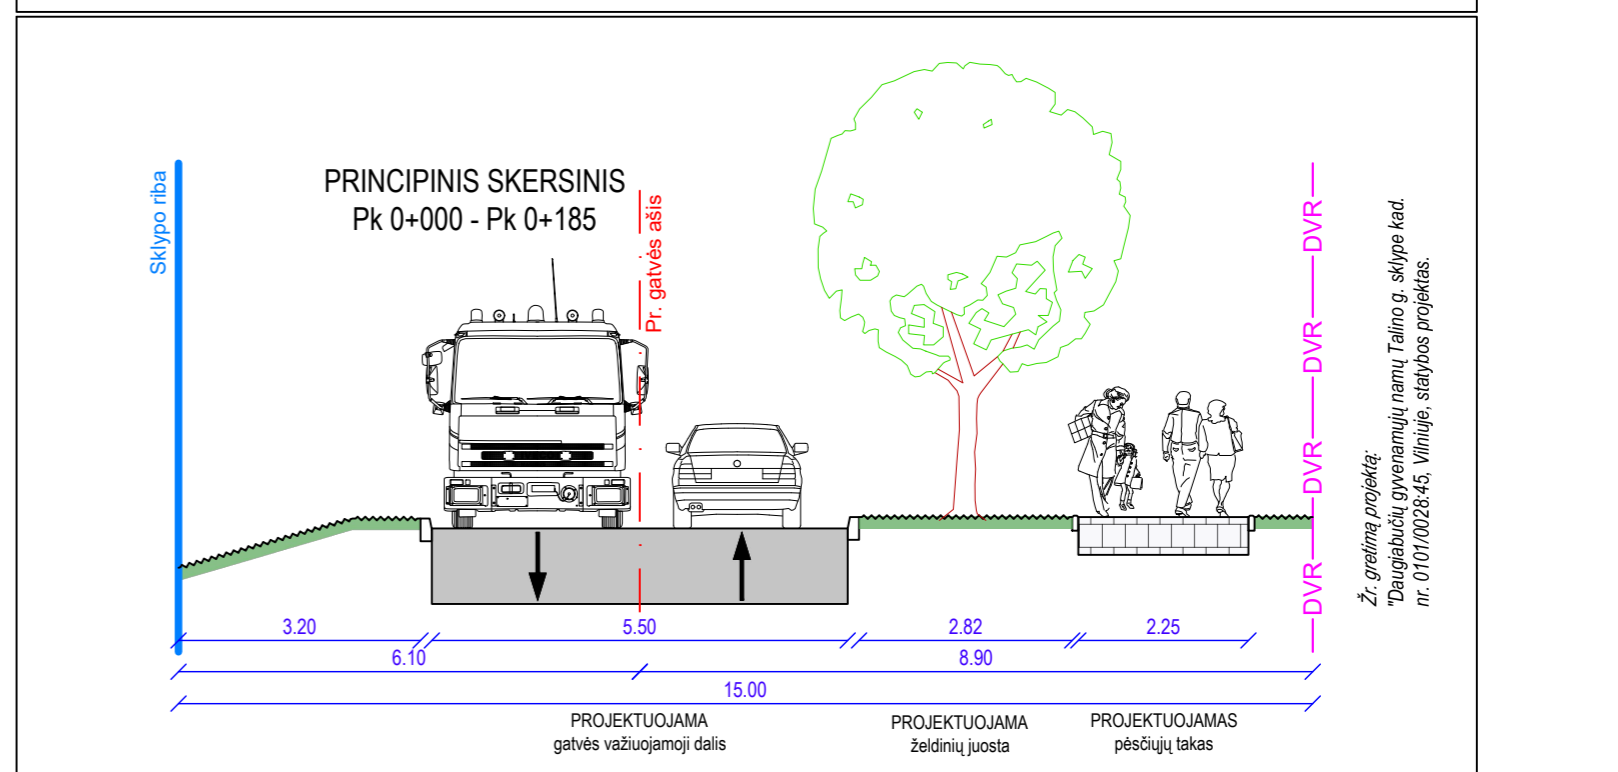 PRINCIPINIS SKERSINIS
Pk 0+000 - Pk 0+185
Sklypo riba
Pr. gatvės ašis
DVR
DVR
DVR
DVR
Žr. gretimą projektą:
"Daugiabučių gyvenamųjų namų Talino g. sklype kad.
nr. 0101/0028:45, Vilniuje, statybos projektas.
3.20
5.50
2.82
2.25
6.10
8.90
15.00
PROJEKTUOJAMA
gatvės važiuojamoji dalis
PROJEKTUOJAMA
želdinių juosta
PROJEKTUOJAMAS
pėsčiųjų takas